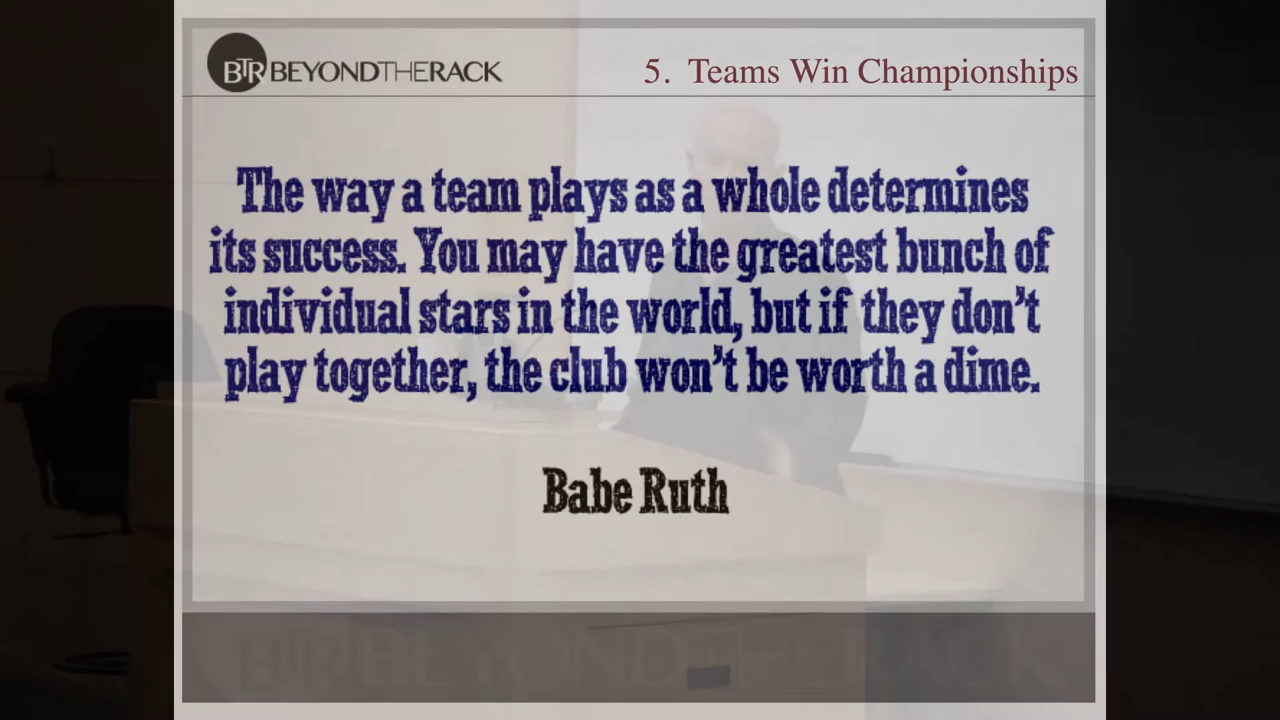 BTR BEYONDTHERACK
5. Teams Win Championships
The way a team plays as a whole determines
its success. You may have the greatest bunch of
individual stars in the world, but if they don't
play together, the club won't be worth a dime.
Babe Ruth
BTR BEYONDTHERACK